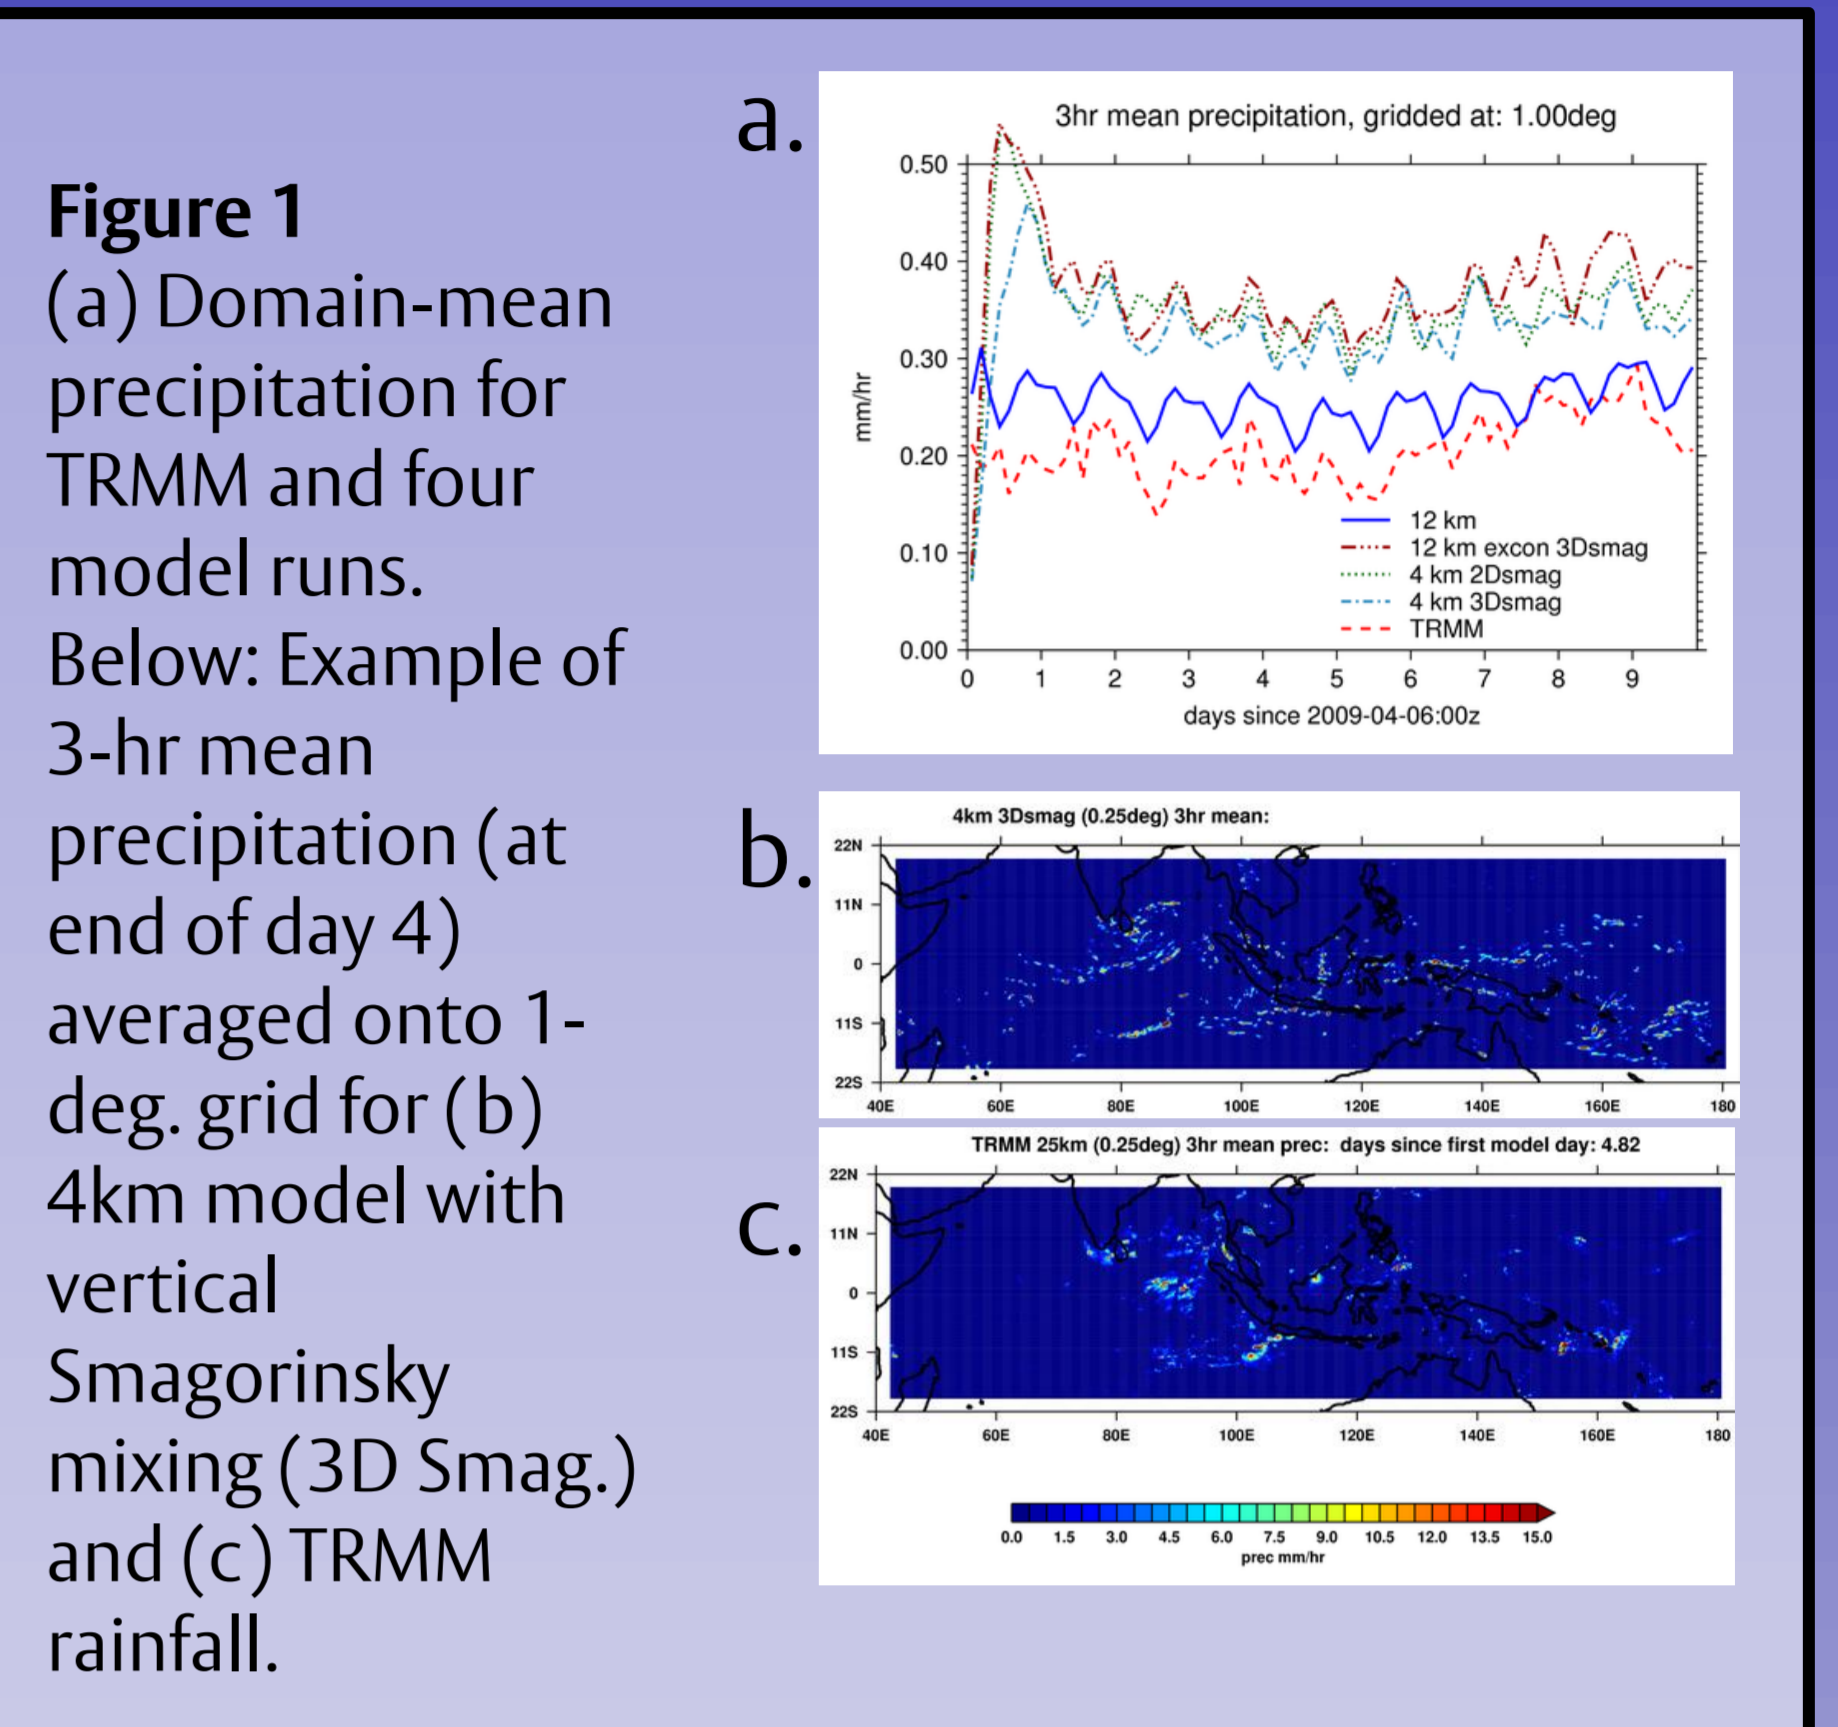 Figure 1
(a) Domain-mean
precipitation for
TRMM and four
model runs.
Below: Example of
3-hr mean
precipitation (at
end of day 4)
averaged onto 1-
deg. grid for (b)
4km model with
vertical
Smagorinsky
mixing (3D Smag.)
and (c) TRMM
rainfall.
a.
3hr mean precipitation, gridded at: 1.00deg
0.50
0.40
0.30
0.20
0.10
0.00
mm/hr
12 km
12 km excon 3Dsmag
4 km 2Dsmag
4 km 3Dsmag
TRMM
0 1 2 3 4 5 6 7 8 9
days since 2009-04-06:00z
b.
4km 3Dsmag (0.25deg) 3hr mean:
22N
11N
0
11S
22S
40E 60E 80E 100E 120E 140E 160E 180
c.
TRMM 25km (0.25deg) 3hr mean prec: days since first model day: 4.82
22N
11N
0
11S
22S
40E 60E 80E 100E 120E 140E 160E 180
0.0 1.5 3.0 4.5 6.0 7.5 9.0 10.5 12.0 13.5 15.0
prec mm/hr